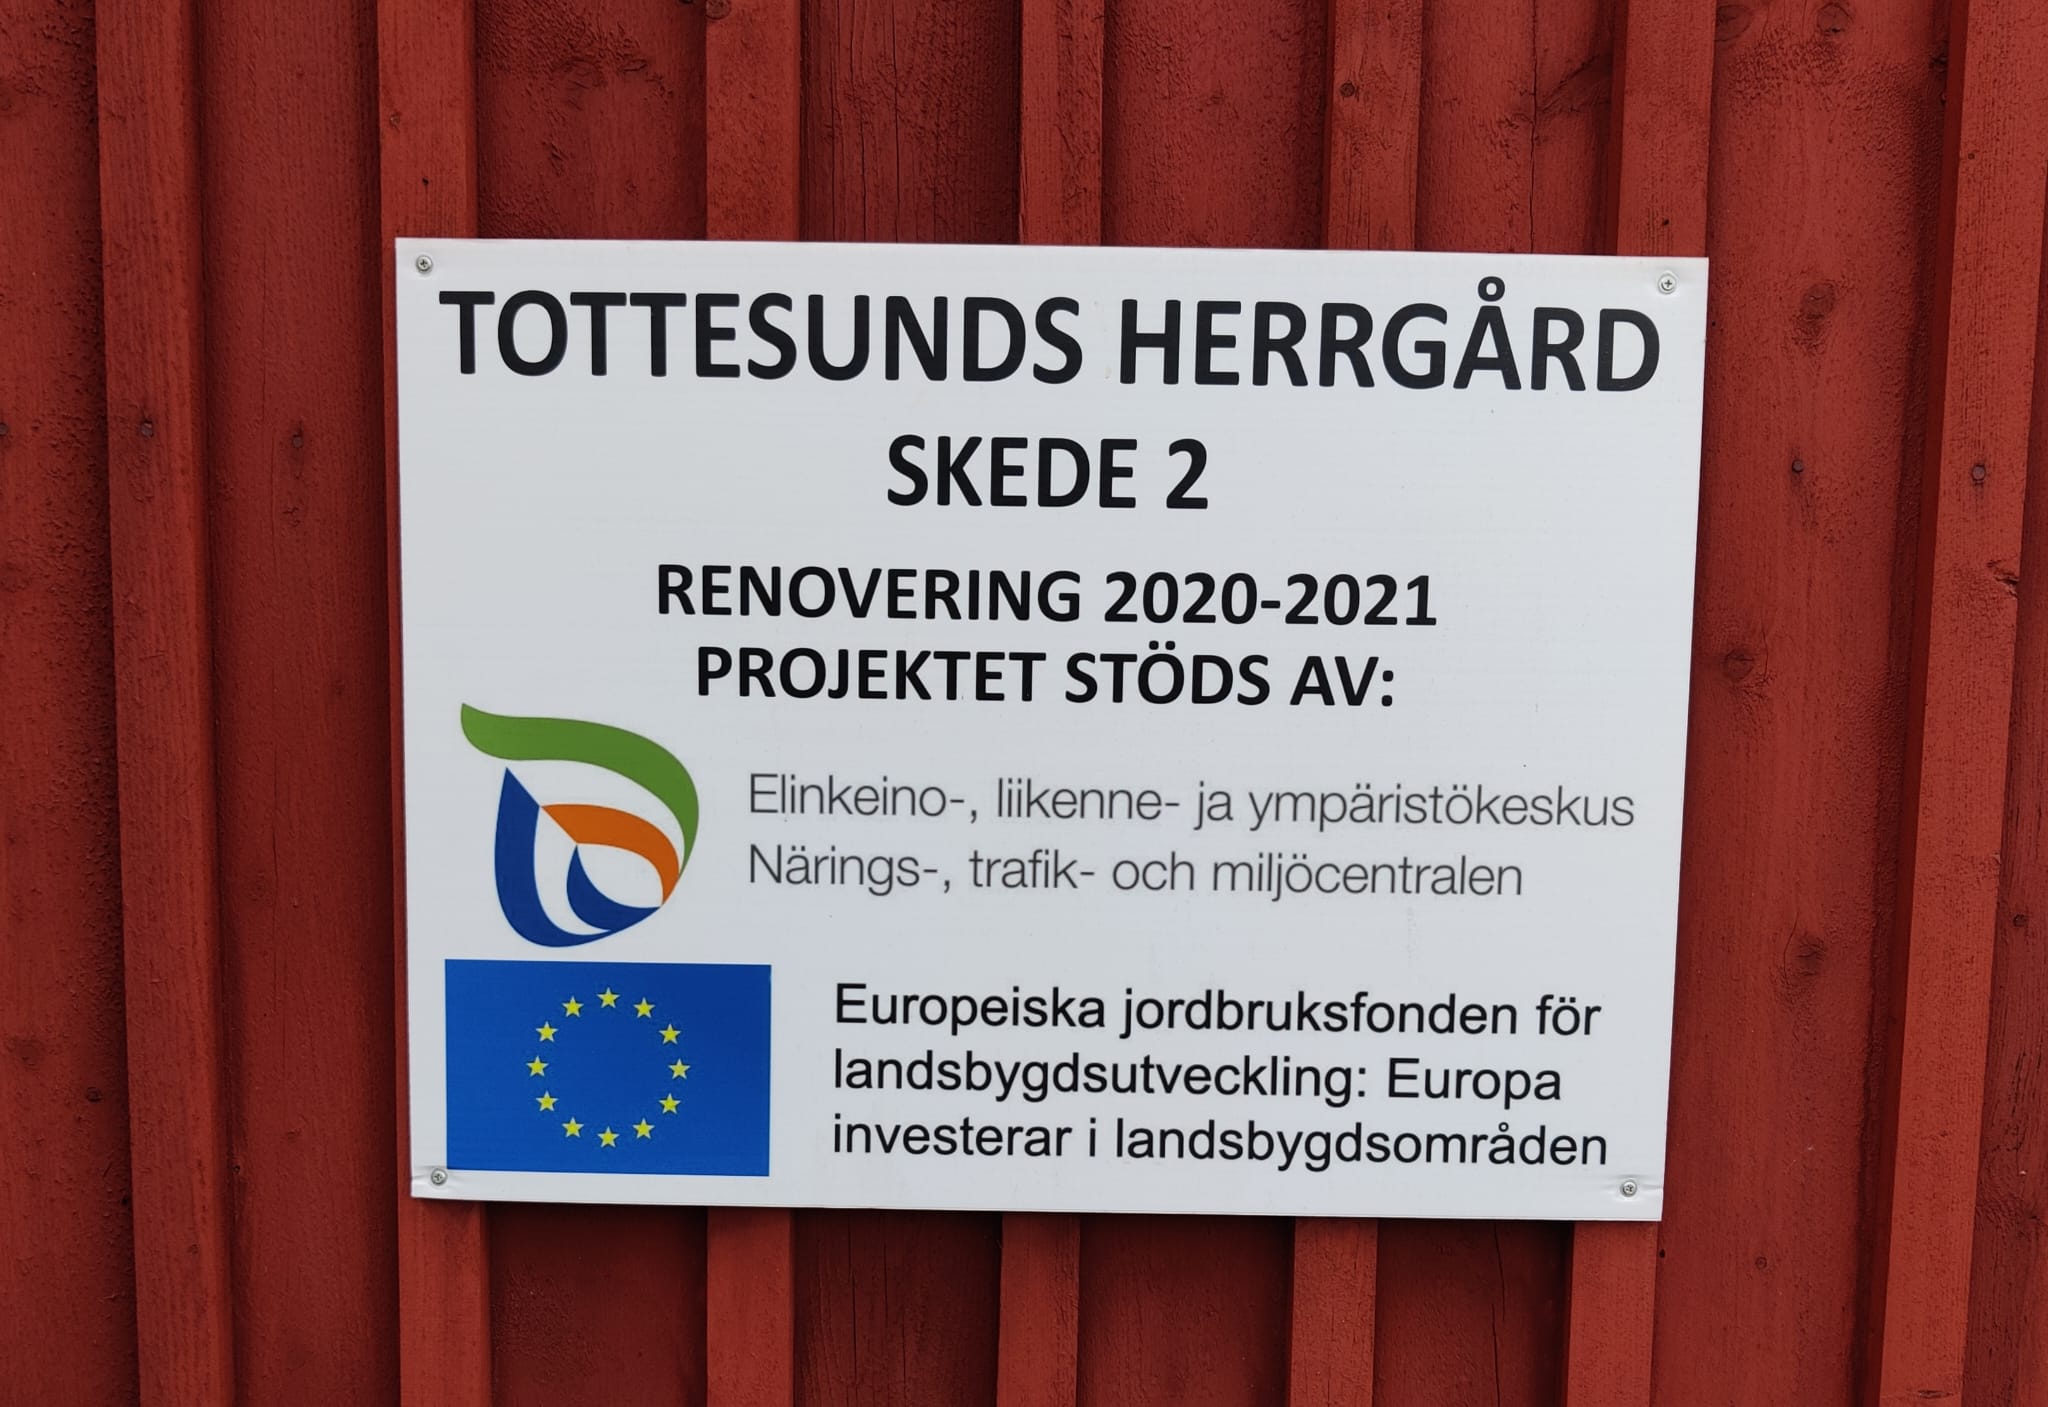 TOTTESUNDS HERRGÅRD
SKEDE 2
RENOVERING 2020-2021
PROJEKTET STÖDS AV:
Elinkeino-, liikenne- ja ympäristökeskus
Närings-, trafik- och miljöcentralen
Europeiska jordbruksfonden för
landsbygdsutveckling: Europa
investerar i landsbygdsområden